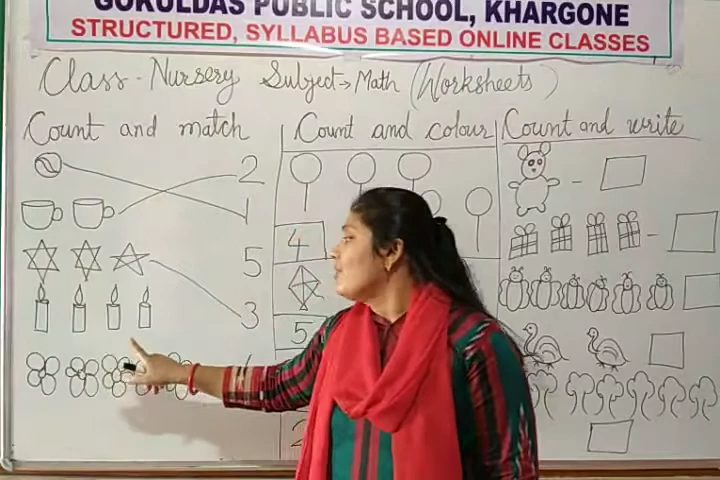 GOKULDAS PUBLIC SCHOOL, KHARGONE
STRUCTURED, SYLLABUS BASED ONLINE CLASSES
Class - Nursery Subject → Math (Worksheets)
Count and match
2
1
5
3
Count and colour
4
5
2
Count and write